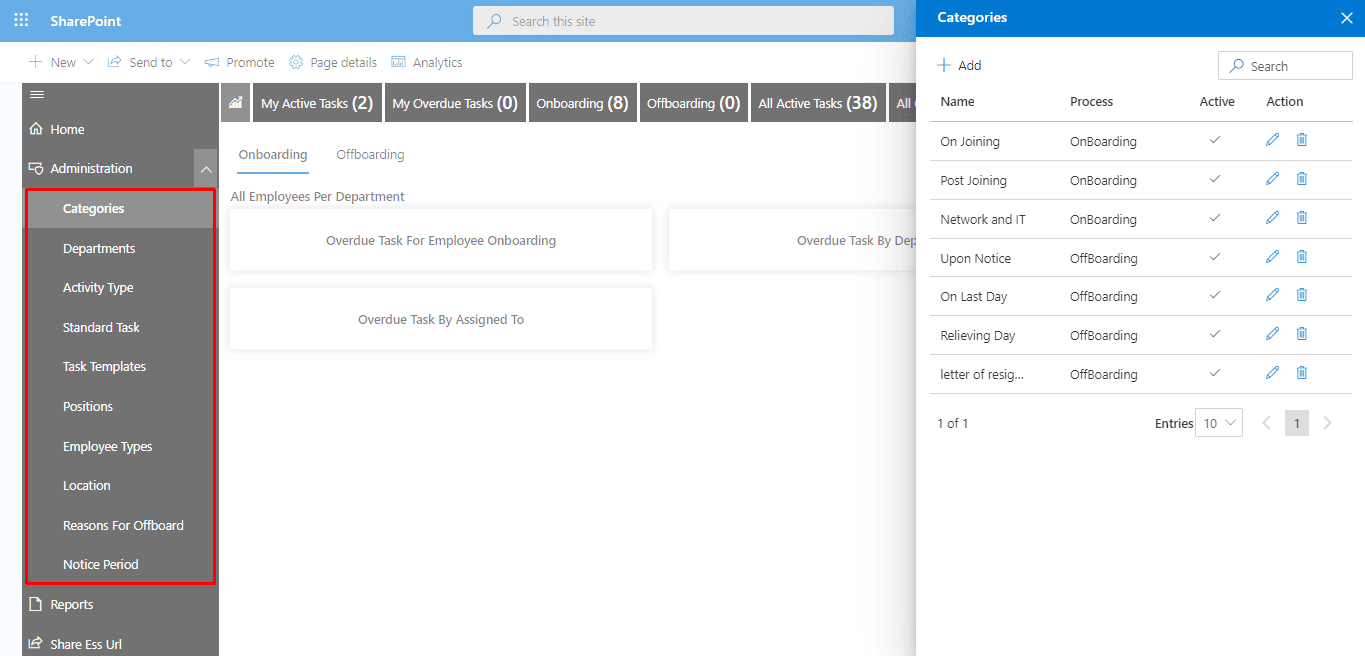 SharePoint
Search this site
New
Send to
Promote
Page details
Analytics
Home
Administration
Categories
Departments
Activity Type
Standard Task
Task Templates
Positions
Employee Types
Location
Reasons For Offboard
Notice Period
Reports
Share Ess Url
My Active Tasks (2)
My Overdue Tasks (0)
Onboarding (8)
Offboarding (0)
All Active Tasks (38)
All
Onboarding
Offboarding
All Employees Per Department
Overdue Task For Employee Onboarding
Overdue Task By Dep
Overdue Task By Assigned To
Categories
Add
Search
Name Process Active Action
On Joining OnBoarding
Post Joining OnBoarding
Network and IT OnBoarding
Upon Notice OffBoarding
On Last Day OffBoarding
Relieving Day OffBoarding
letter of resig... OffBoarding
1 of 1 Entries 10 1